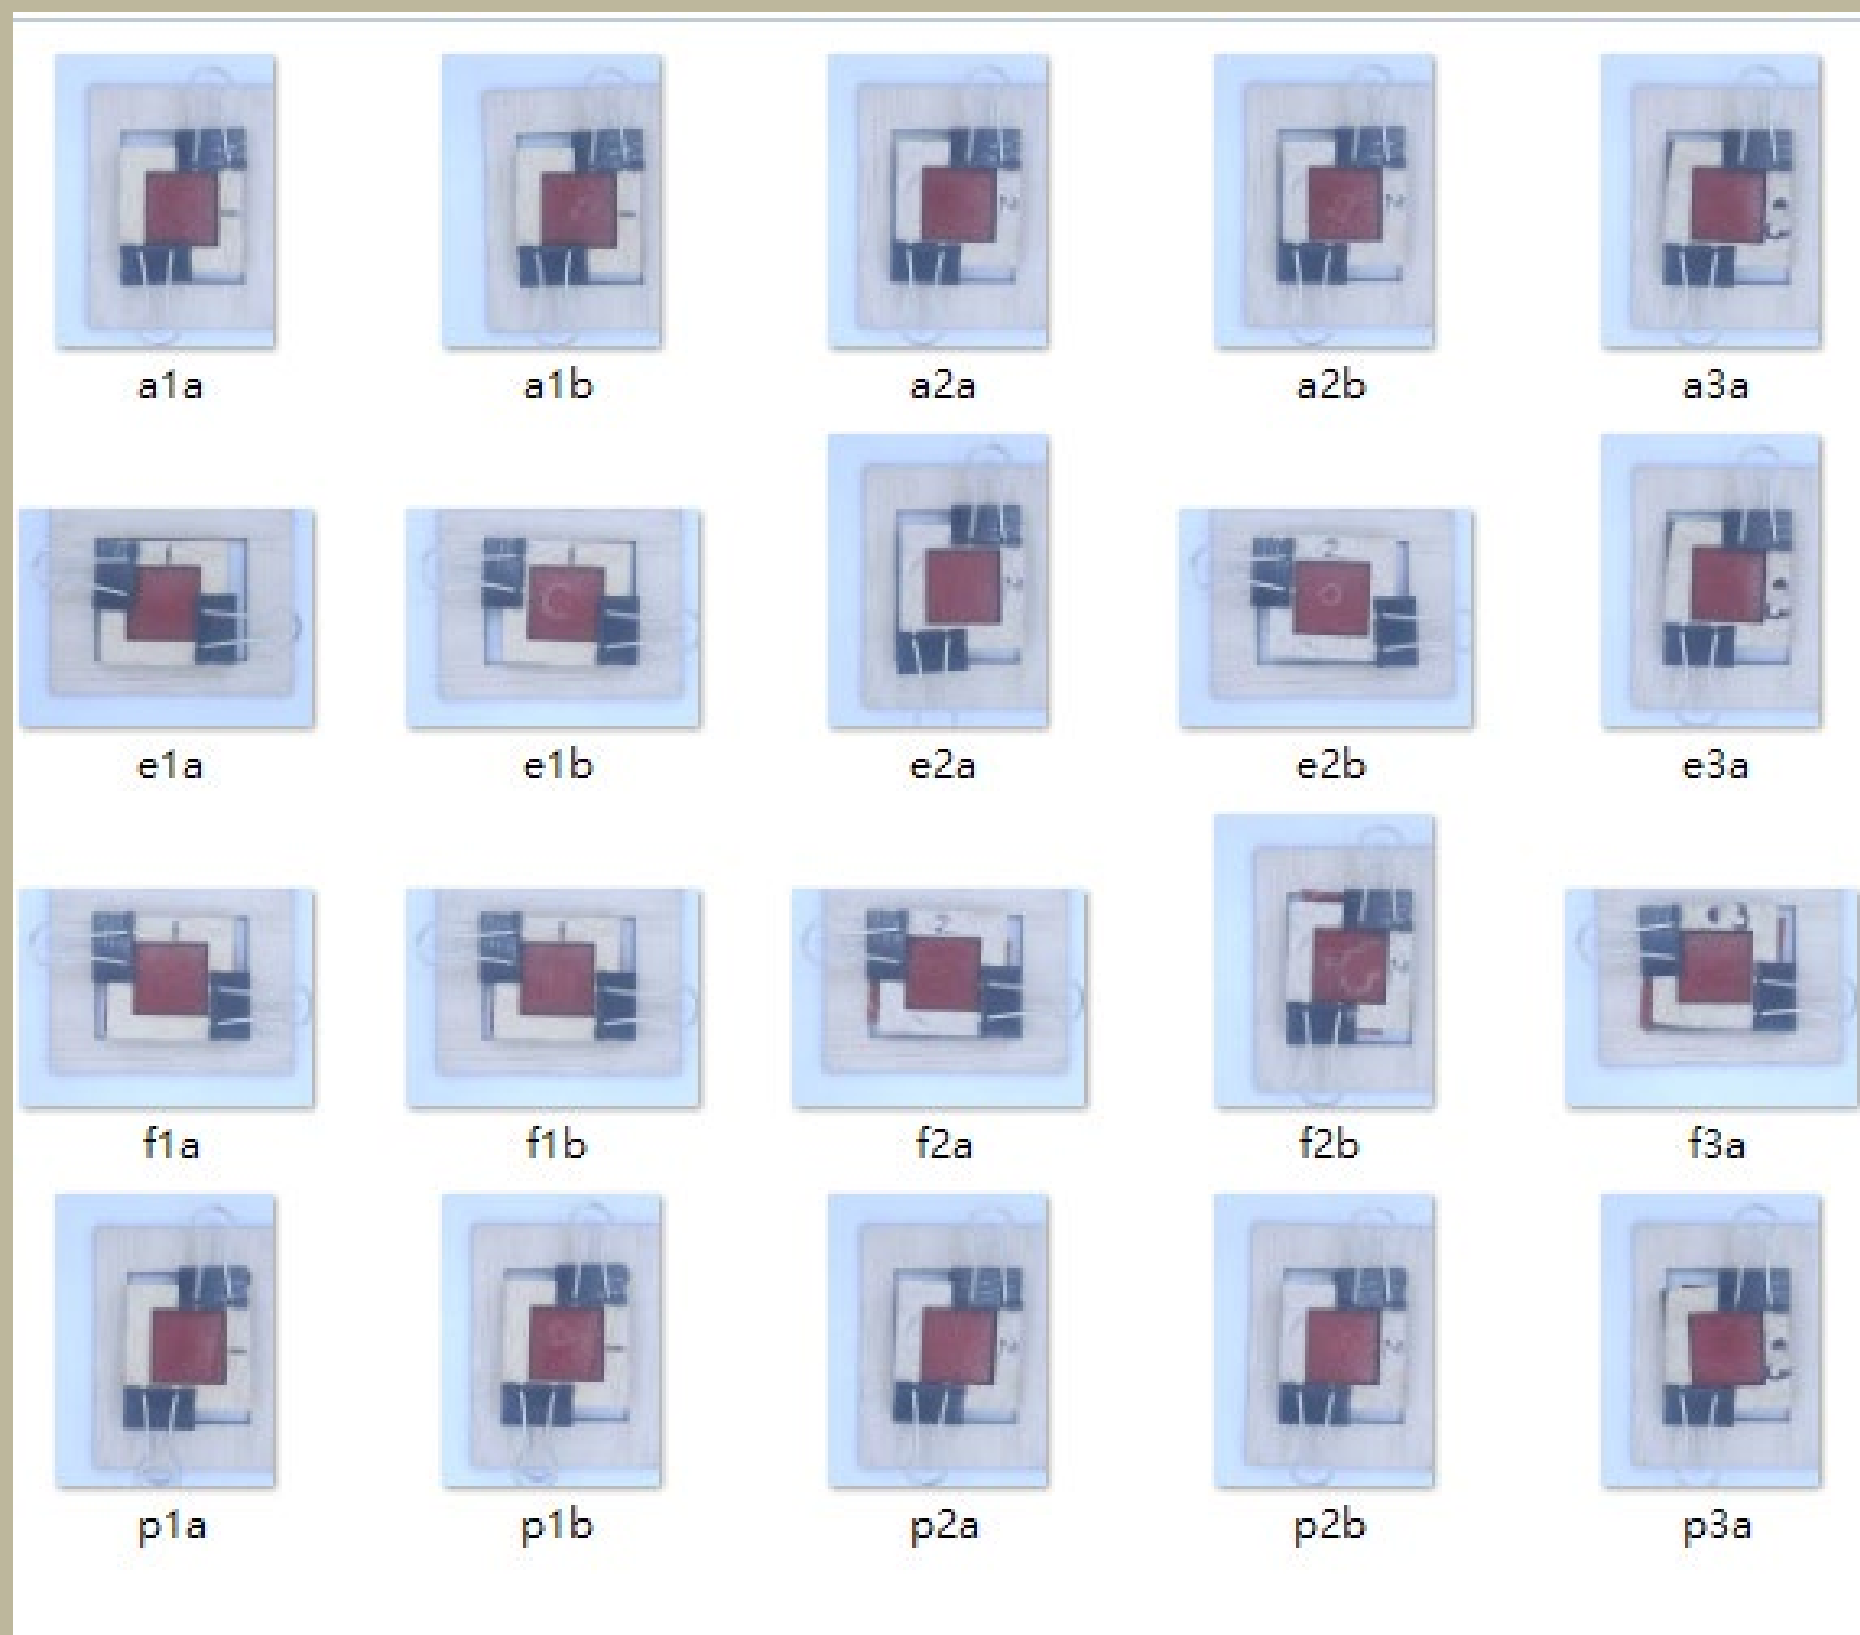 a1a a1b a2a a2b a3a
e1a e1b e2a e2b e3a
f1a f1b f2a f2b f3a
p1a p1b p2a p2b p3a